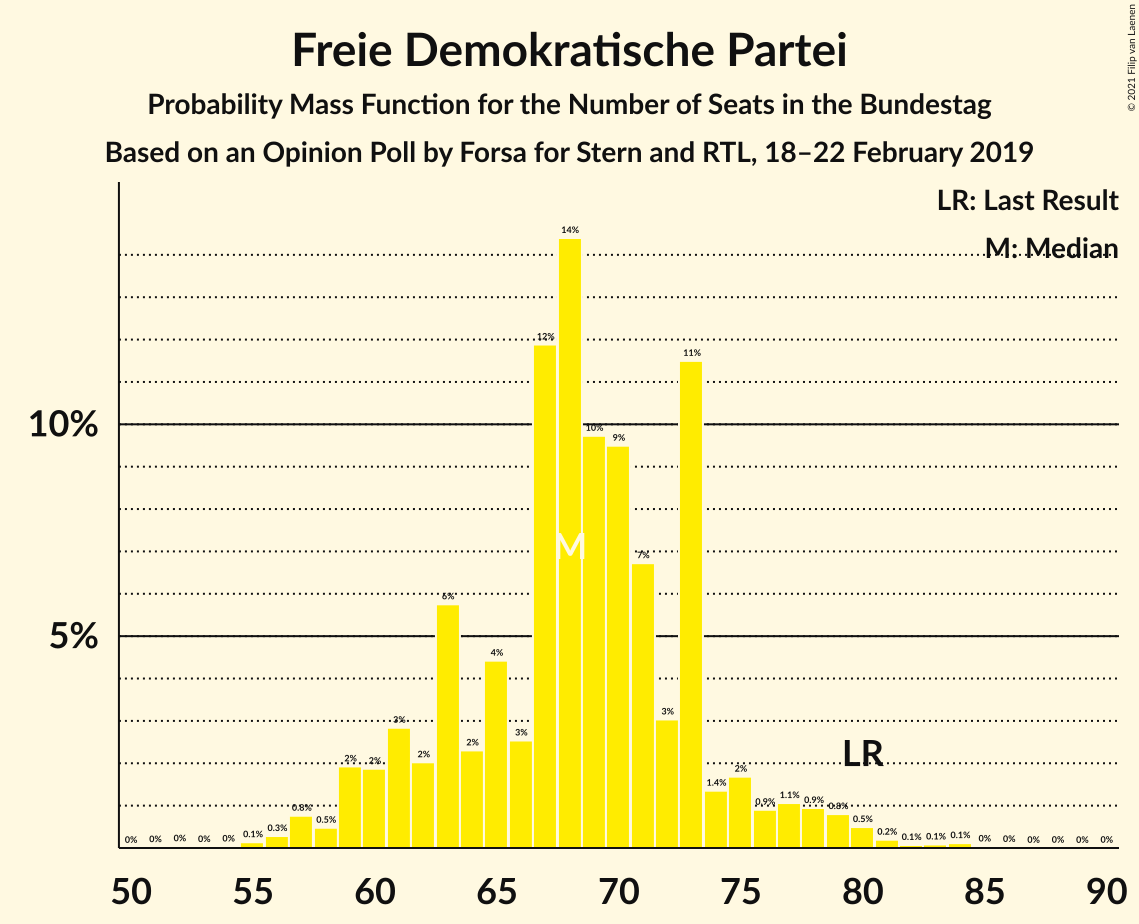 © 2021 Filip van Laenen
Freie Demokratische Partei
Probability Mass Function for the Number of Seats in the Bundestag
Based on an Opinion Poll by Forsa for Stern and RTL, 18–22 February 2019
LR: Last Result
M: Median
10%
5%
0% 0% 0% 0% 0% 0.1% 0.3% 0.8% 0.5% 2% 2% 3% 2% 6% 2% 4% 3% 12% 14% 10% 9% 7% 3% 11% 1.4% 2% 0.9% 1.1% 0.9% 0.8% 0.5% 0.2% 0.1% 0.1% 0.1% 0% 0% 0% 0% 0% 0%
M
LR
50 55 60 65 70 75 80 85 90